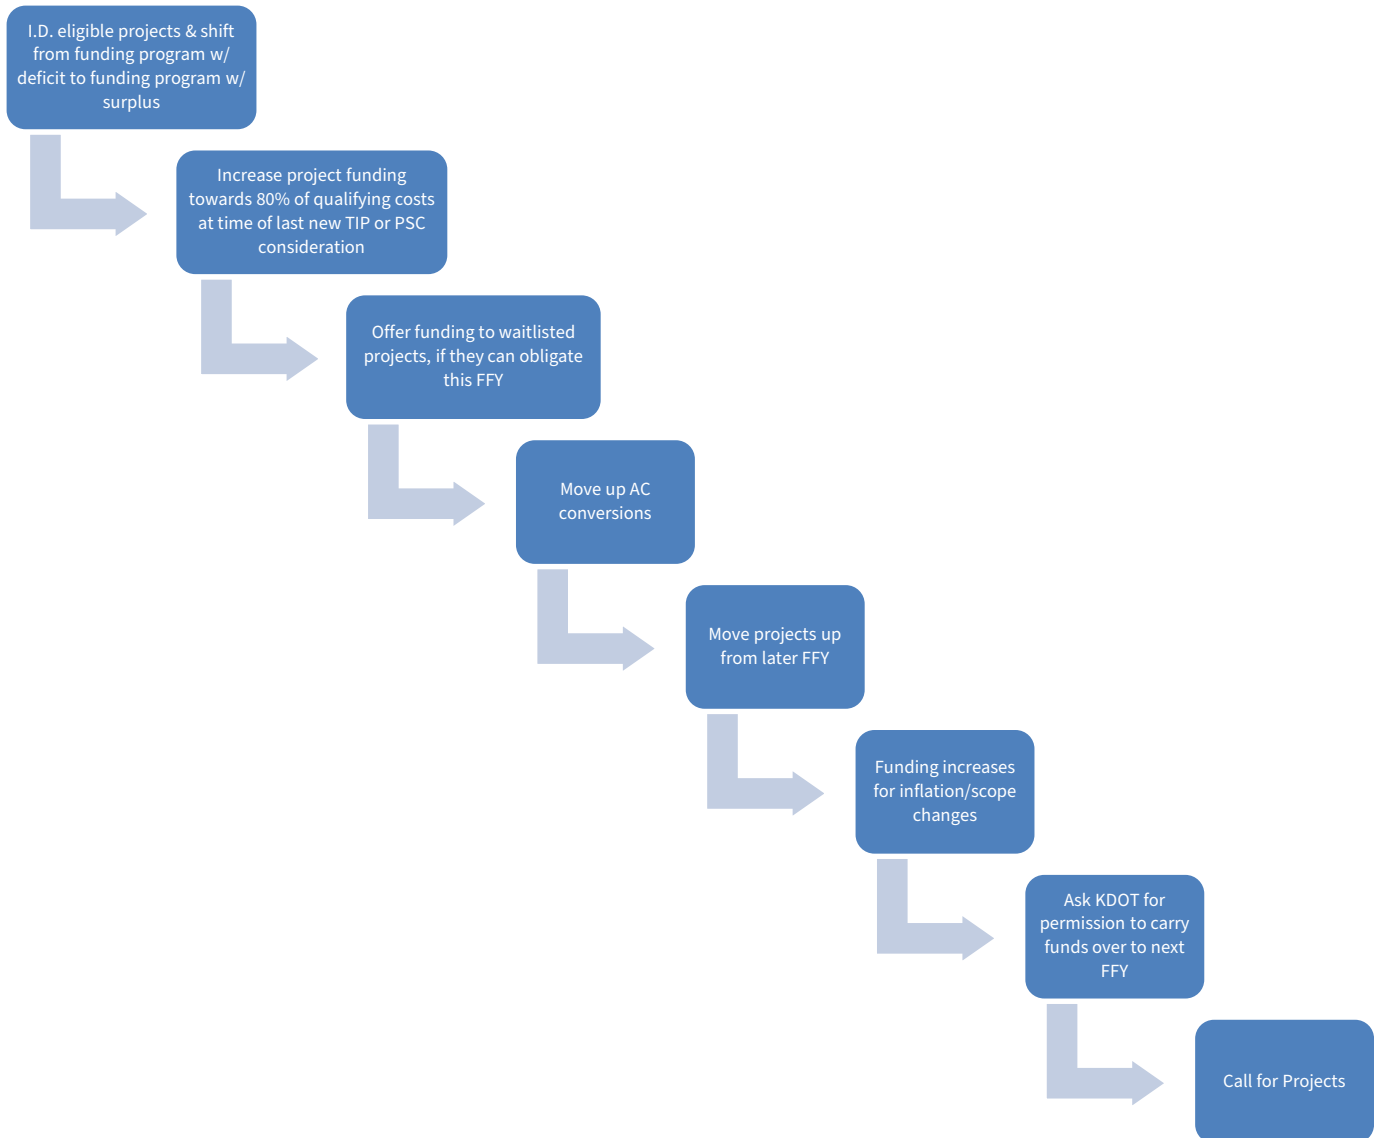 I.D. eligible projects & shift
from funding program w/
deficit to funding program w/
surplus
Increase project funding
towards 80% of qualifying costs
at time of last new TIP or PSC
consideration
Offer funding to waitlisted
projects, if they can obligate
this FFY
Move up AC
conversions
Move projects up
from later FFY
Funding increases
for inflation/scope
changes
Ask KDOT for
permission to carry
funds over to next
FFY
Call for Projects